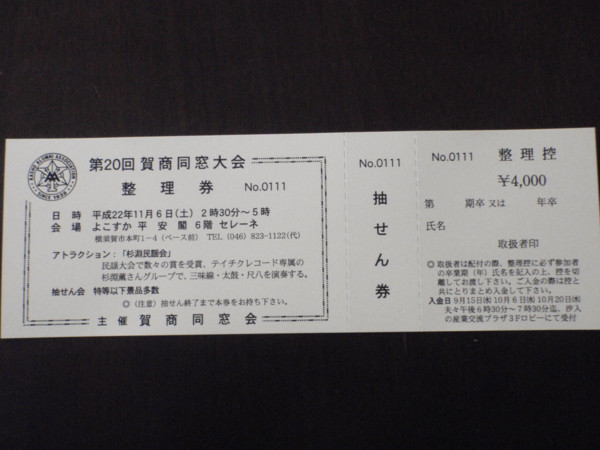 第20回 賀商同窓大会
整理券 No.0111
日 時 平成22年11月6日(土) 2時30分～5時
会 場 よこすか 平安閣 6階 セレーネ
横須賀市本町1－4 (ベース前) TEL (046) 823－1122(代)
アトラクション：「杉淵民謡会」
民謡大会で数々の賞を受賞、テイチクレコード専属の
杉淵薫さんグループで、三味線・太鼓・尺八を演奏する。
抽せん会 特等以下景品多数
◎ (注意) 抽せん終了まで本券をお持ち下さい。
主催 賀商同窓会
No.0111
抽せん券
No.0111 整理控
￥4,000
第 期卒 又は 年卒
氏名
取扱者印
◎取扱者は配付の際、整理控に必ず参加者
の卒業期（年）氏名を記入の上、控を切
離してお渡し下さい。ご入金の際は控と
共にとりまとめ入金して下さい。
入金日 9月15日㈬ 10月6日㈬ 10月20日㈬
夫々午後6時30分～7時30分迄、汐入
の産業交流プラザ3Fロビーにて受付